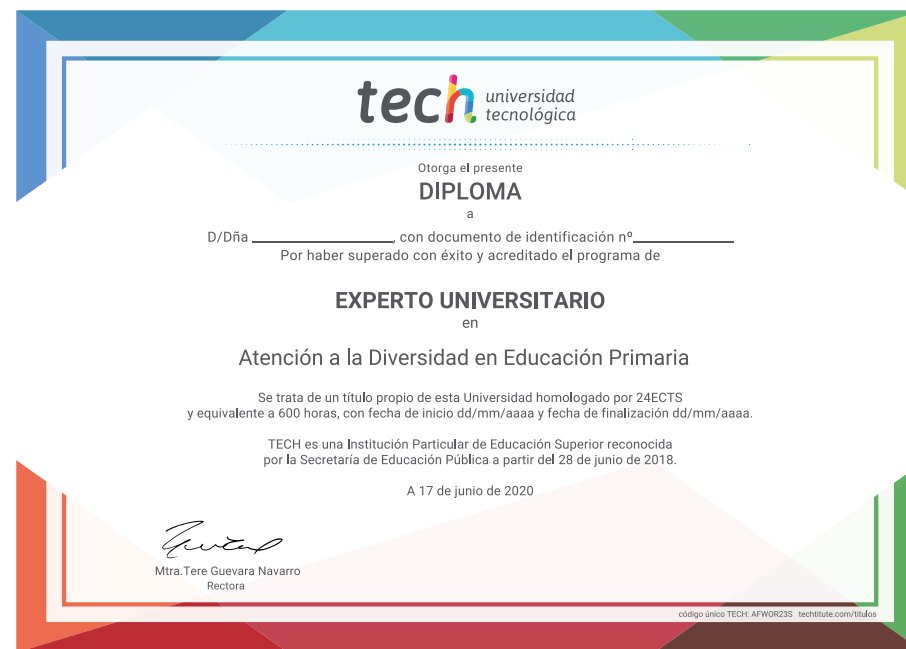 tech universidad
tecnológica
Otorga el presente
DIPLOMA
a
D/Dña ____________________, con documento de identificación nº______________
Por haber superado con éxito y acreditado el programa de
EXPERTO UNIVERSITARIO
en
Atención a la Diversidad en Educación Primaria
Se trata de un título propio de esta Universidad homologado por 24ECTS
y equivalente a 600 horas, con fecha de inicio dd/mm/aaaa y fecha de finalización dd/mm/aaaa.
TECH es una Institución Particular de Educación Superior reconocida
por la Secretaría de Educación Pública a partir del 28 de junio de 2018.
A 17 de junio de 2020
Mtra.Tere Guevara Navarro
Rectora
código único TECH: AFWOR23S techtitute.com/titulos